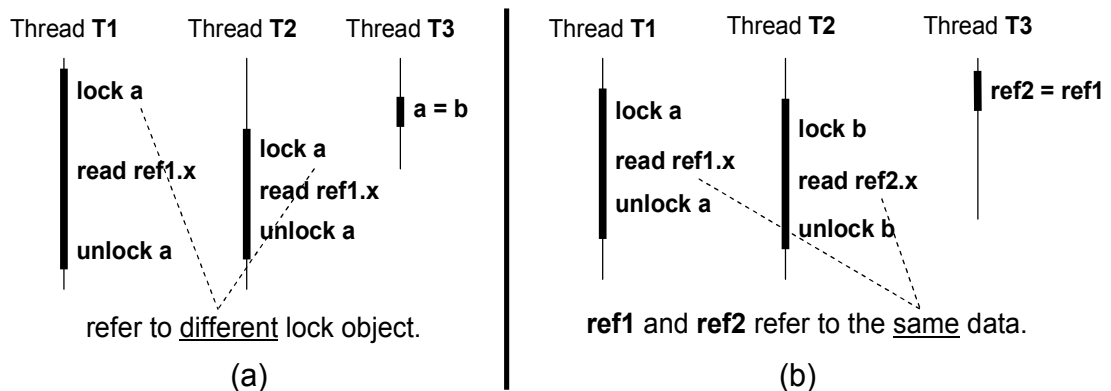 Thread T1
Thread T2
Thread T3
lock a
a = b
lock a
read ref1.x
read ref1.x
unlock a
unlock a
refer to different lock object.
(a)
Thread T1
Thread T2
Thread T3
ref2 = ref1
lock a
lock b
read ref1.x
read ref2.x
unlock a
unlock b
ref1 and ref2 refer to the same data.
(b)